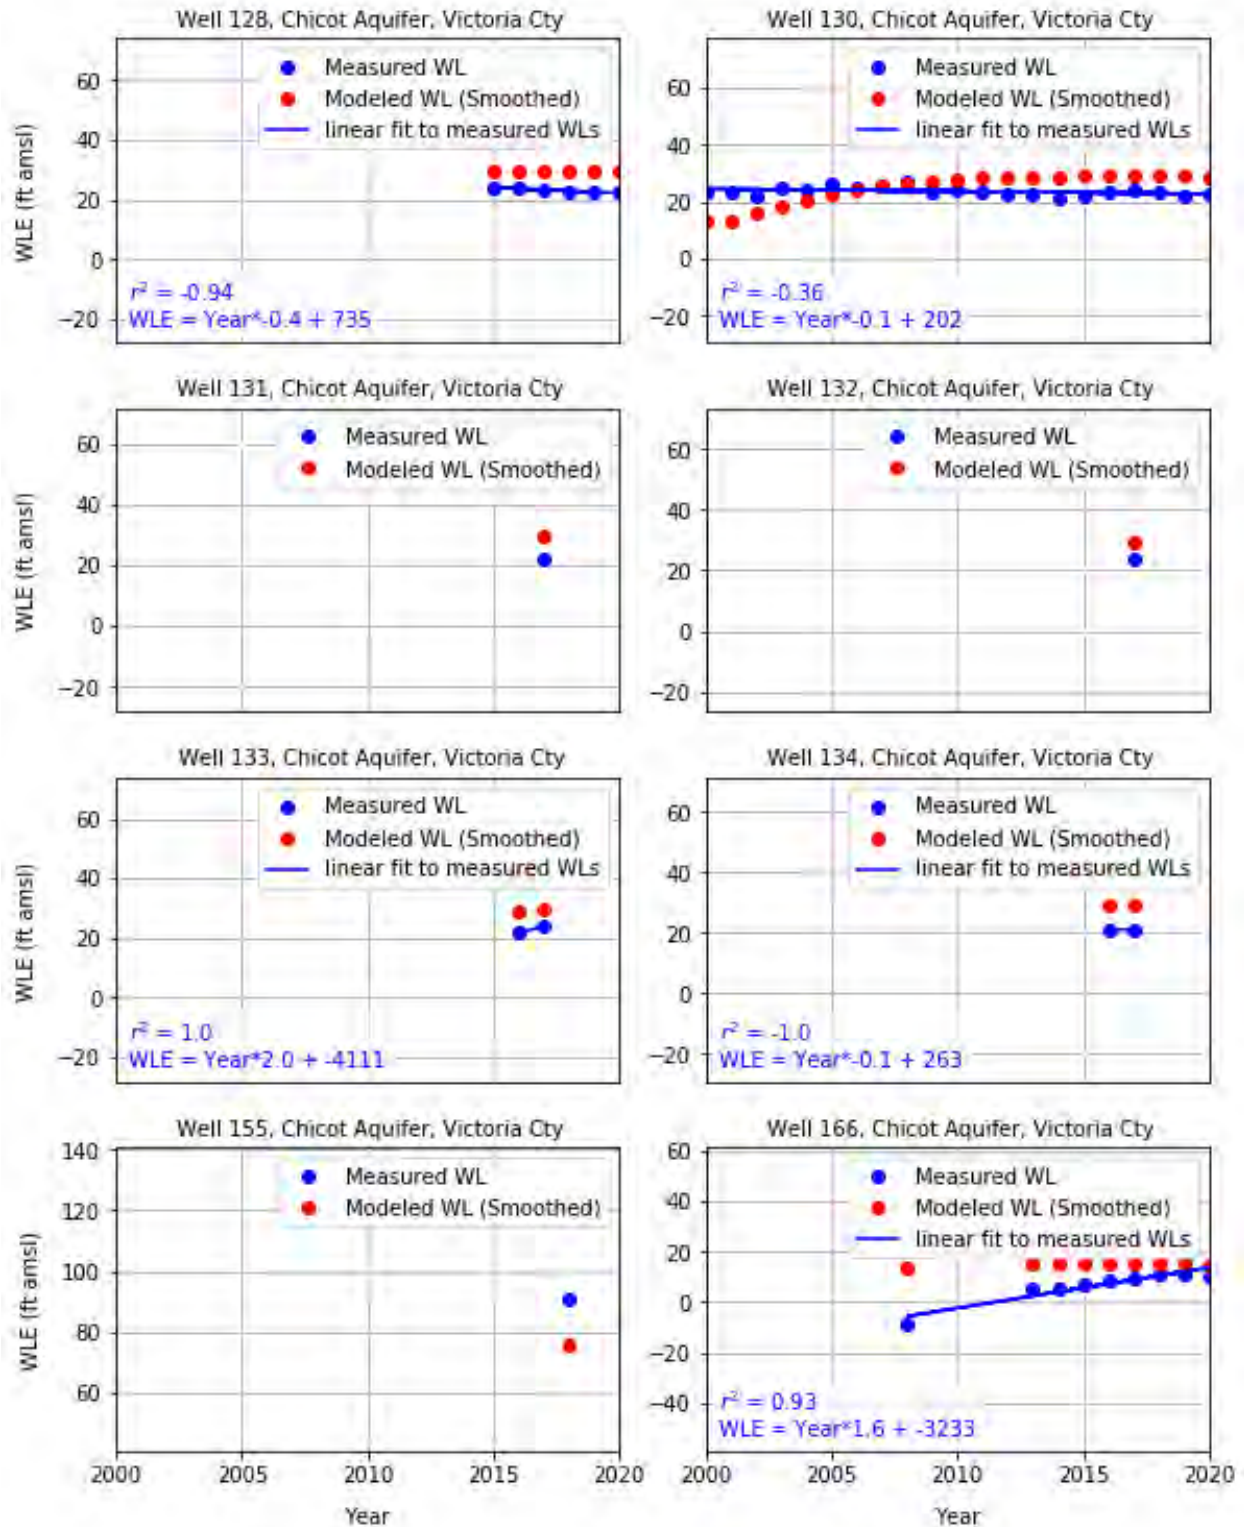 Well 128, Chicot Aquifer, Victoria Cty
Measured WL
Modeled WL (Smoothed)
linear fit to measured WLs
WLE (ft amsl)
60
40
20
0
−20
r² = -0.94
WLE = Year*-0.4 + 735
Well 130, Chicot Aquifer, Victoria Cty
Measured WL
Modeled WL (Smoothed)
linear fit to measured WLs
60
40
20
0
−20
r² = -0.36
WLE = Year*-0.1 + 202
Well 131, Chicot Aquifer, Victoria Cty
Measured WL
Modeled WL (Smoothed)
WLE (ft amsl)
60
40
20
0
−20
Well 132, Chicot Aquifer, Victoria Cty
Measured WL
Modeled WL (Smoothed)
60
40
20
0
−20
Well 133, Chicot Aquifer, Victoria Cty
Measured WL
Modeled WL (Smoothed)
linear fit to measured WLs
WLE (ft amsl)
60
40
20
0
−20
r² = 1.0
WLE = Year*2.0 + -4111
Well 134, Chicot Aquifer, Victoria Cty
Measured WL
Modeled WL (Smoothed)
linear fit to measured WLs
60
40
20
0
−20
r² = -1.0
WLE = Year*-0.1 + 263
Well 155, Chicot Aquifer, Victoria Cty
Measured WL
Modeled WL (Smoothed)
WLE (ft amsl)
140
120
100
80
60
2000 2005 2010 2015 2020
Year
Well 166, Chicot Aquifer, Victoria Cty
Measured WL
Modeled WL (Smoothed)
linear fit to measured WLs
60
40
20
0
−20
−40
r² = 0.93
WLE = Year*1.6 + -3233
2000 2005 2010 2015 2020
Year